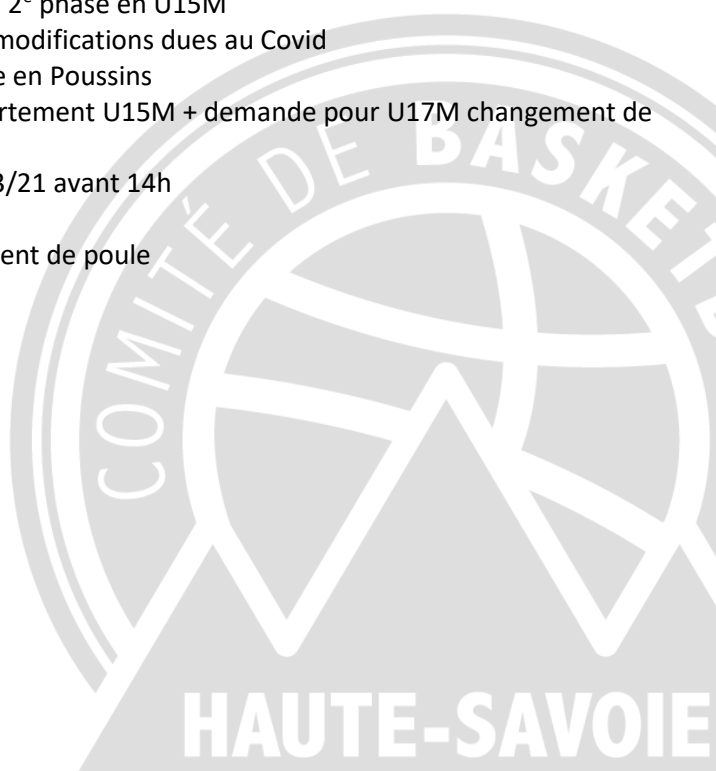 2e phase en U15M
modifications dues au Covid
e en Poussins
rtement U15M + demande pour U17M changement de
3/21 avant 14h
ent de poule
COMITÉ DE BASKET
HAUTE-SAVOIE